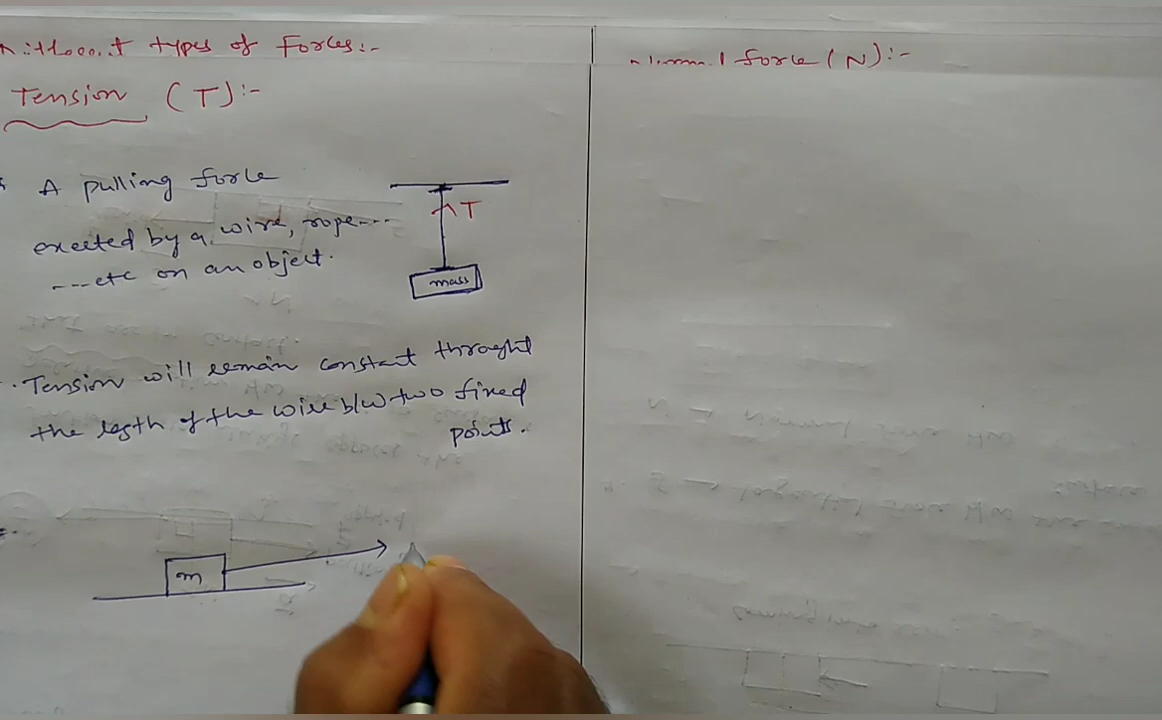 types of Forces:-
Tension (T):-
A pulling force
exerted by a wire, rope---
---etc on an object.
T
mass
Tension will remain constant throught
the legth of the wire b/w two fixed
points.
m
force (N):-